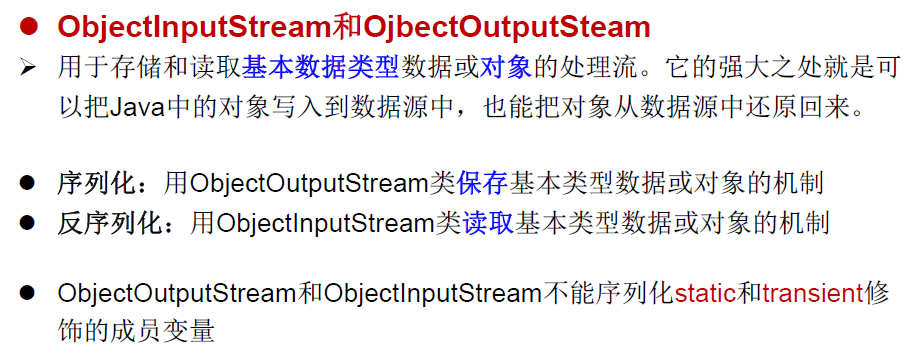 ● ObjectInputStream和OjbectOutputSteam
➢ 用于存储和读取基本数据类型数据或对象的处理流。它的强大之处就是可
以把Java中的对象写入到数据源中，也能把对象从数据源中还原回来。
● 序列化：用ObjectOutputStream类保存基本类型数据或对象的机制
● 反序列化：用ObjectInputStream类读取基本类型数据或对象的机制
● ObjectOutputStream和ObjectInputStream不能序列化static和transient修
饰的成员变量